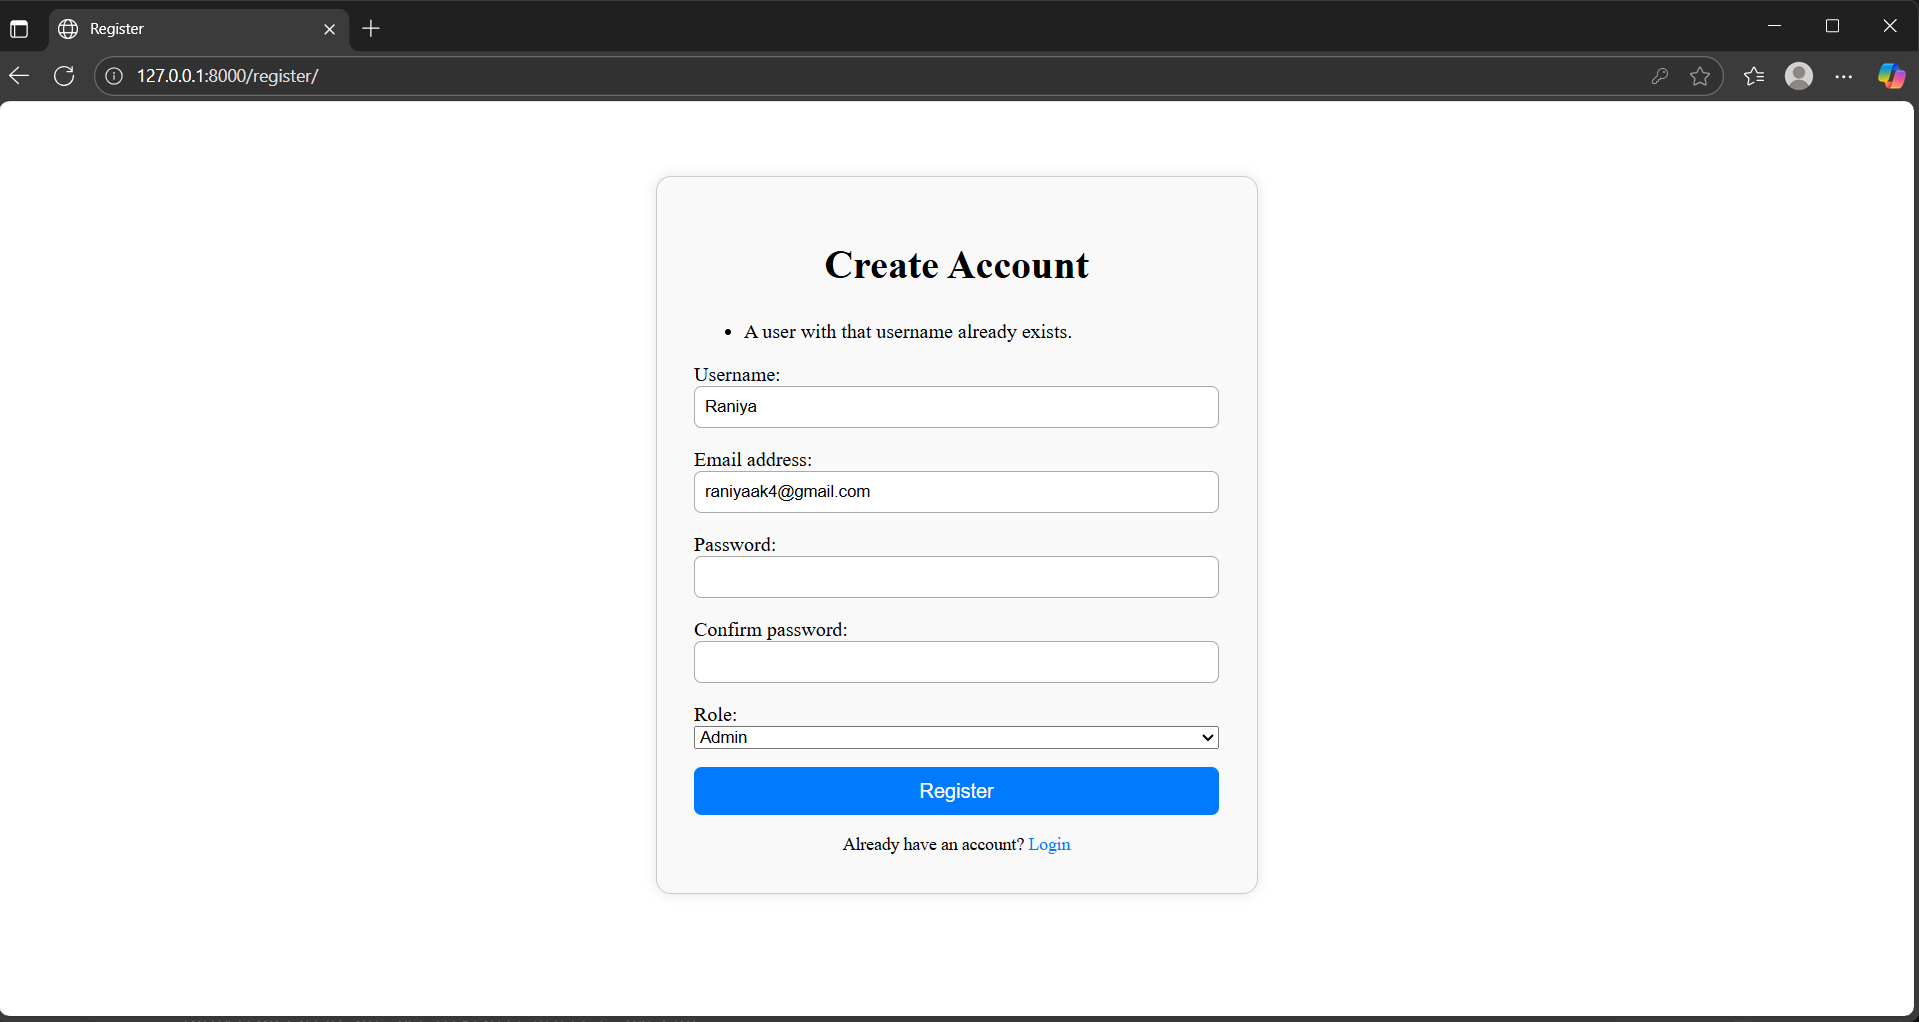 Register
127.0.0.1:8000/register/
Create Account
• A user with that username already exists.
Username:
Raniya
Email address:
raniyaak4@gmail.com
Password:
Confirm password:
Role:
Admin
Register
Already have an account? Login